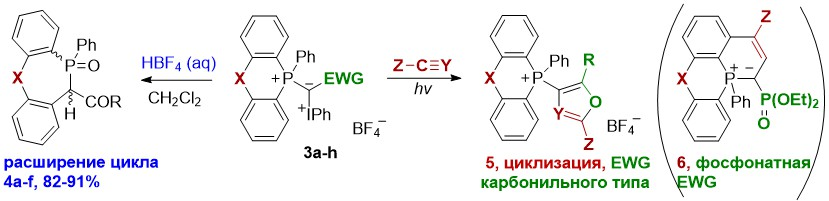 Ph
P=O
X
H
COR
расширение цикла
4a-f, 82-91%
HBF4 (aq)
CH2Cl2
Ph
X
+ P
−
EWG
+IPh
BF4−
3a-h
Z-C≡Y
hv
Ph
X
+ P
R
O
Y
Z
BF4−
5, циклизация, EWG
карбонильного типа
Z
X
P + −
Ph
P(OEt)2
O
6, фосфонатная
EWG